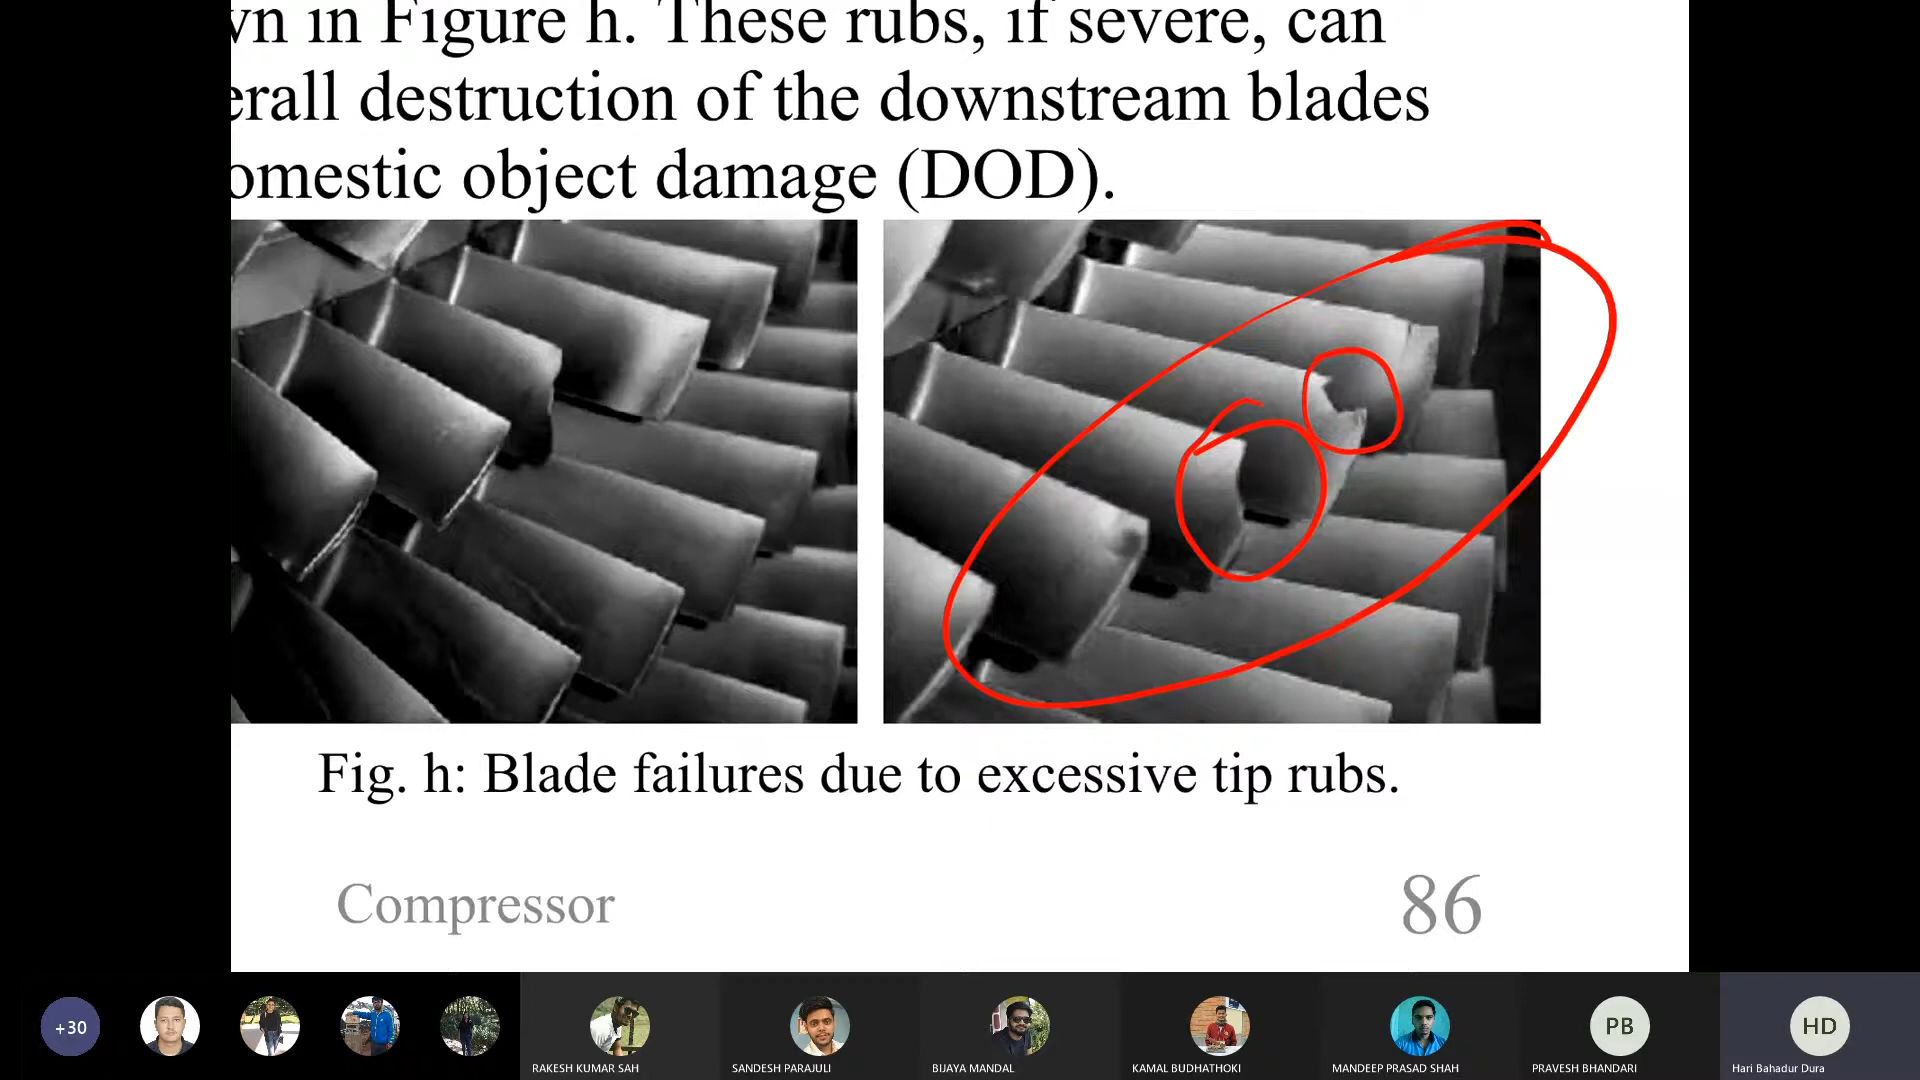 vn in Figure h. These rubs, if severe, can
erall destruction of the downstream blades
omestic object damage (DOD).
Fig. h: Blade failures due to excessive tip rubs.
Compressor
86
+30
RAKESH KUMAR SAH
SANDESH PARAJULI
BIJAYA MANDAL
KAMAL BUDHATHOKI
MANDEEP PRASAD SHAH
PB
PRAVESH BHANDARI
HD
Hari Bahadur Dura